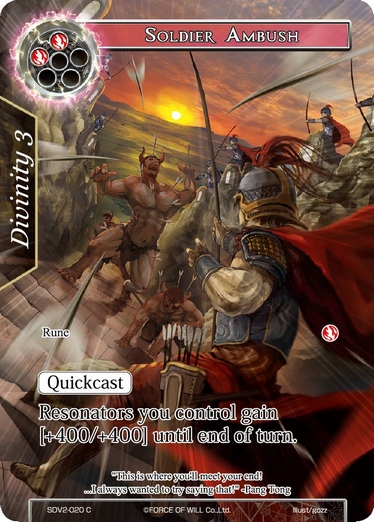 Soldier Ambush
Divinity 3
Rune
Quickcast
Resonators you control gain
[+400/+400] until end of turn.
"This is where you'll meet your end!
...I always wanted to try saying that!" -Pang Tong
SDV2-020 C
©FORCE OF WILL Co.,Ltd.
Illust/gozz